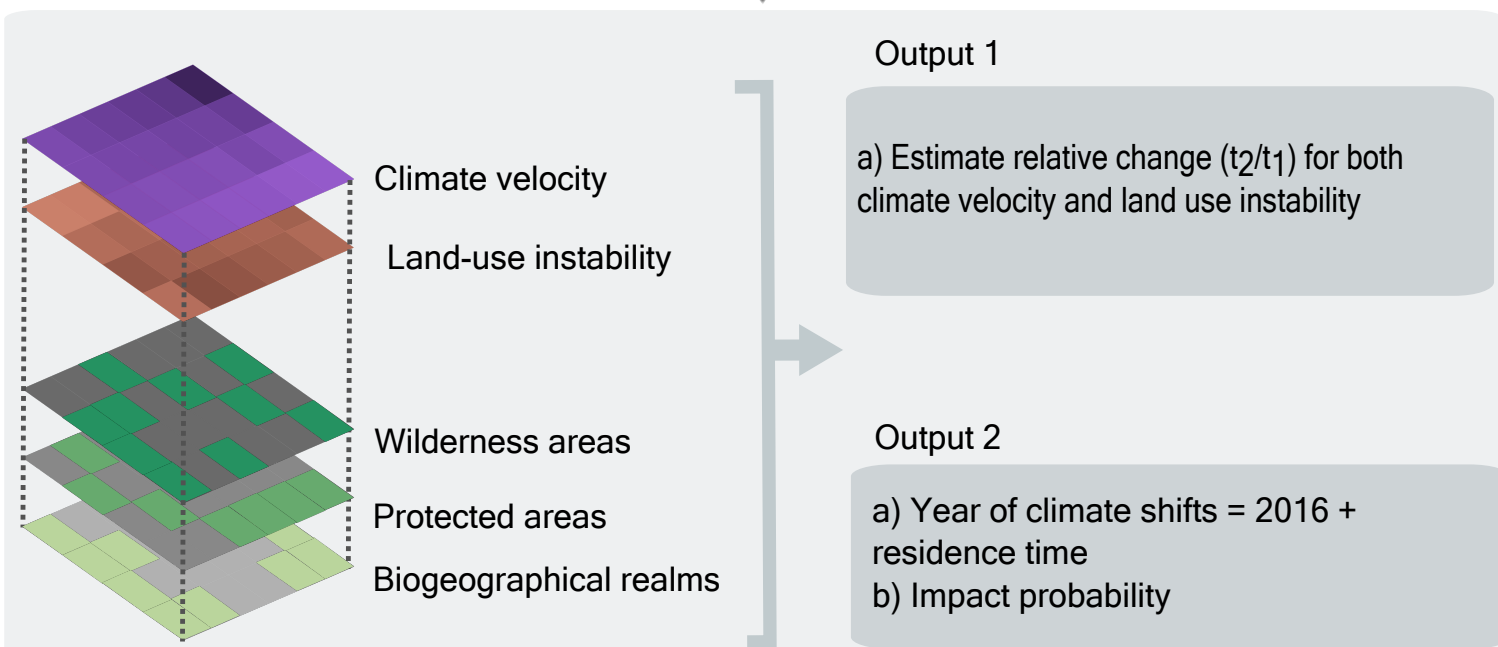 Climate velocity
Land-use instability
Wilderness areas
Protected areas
Biogeographical realms
Output 1
a) Estimate relative change (t2/t1) for both
climate velocity and land use instability
Output 2
a) Year of climate shifts = 2016 +
residence time
b) Impact probability